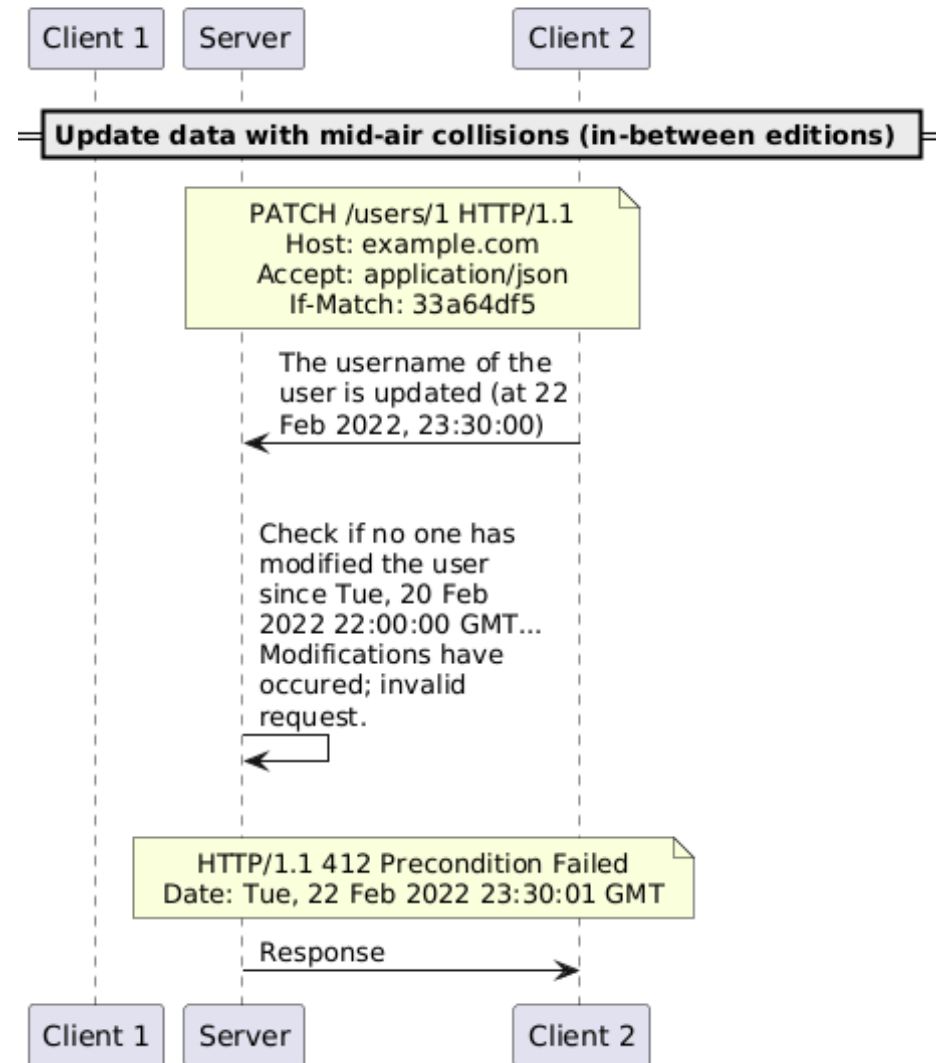 Client 1
Server
Client 2
Update data with mid-air collisions (in-between editions)
PATCH /users/1 HTTP/1.1
Host: example.com
Accept: application/json
If-Match: 33a64df5
The username of the
user is updated (at 22
Feb 2022, 23:30:00)
Check if no one has
modified the user
since Tue, 20 Feb
2022 22:00:00 GMT...
Modifications have
occured; invalid
request.
HTTP/1.1 412 Precondition Failed
Date: Tue, 22 Feb 2022 23:30:01 GMT
Response
Client 1
Server
Client 2